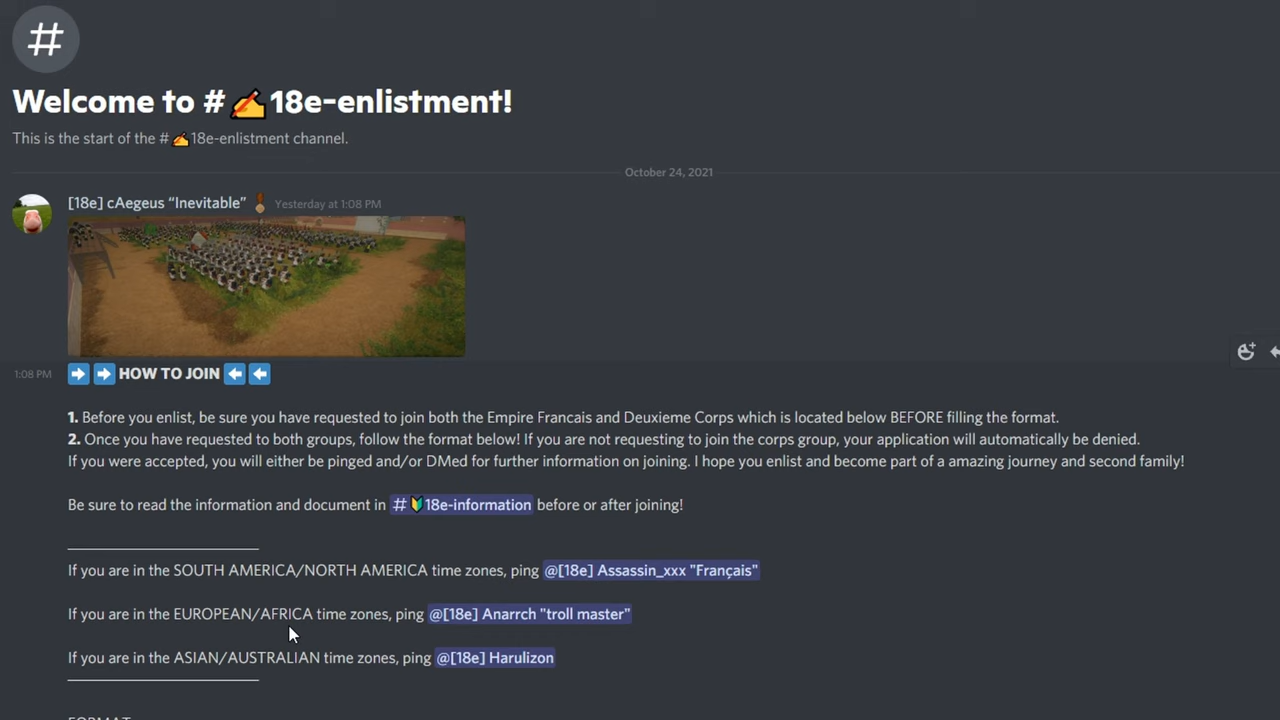 Welcome to #✍️18e-enlistment!
This is the start of the #✍️18e-enlistment channel.
October 24, 2021
[18e] cAegeus “Inevitable” Yesterday at 1:08 PM
1:08 PM ➡️➡️HOW TO JOIN⬅️⬅️
1. Before you enlist, be sure you have requested to join both the Empire Francais and Deuxieme Corps which is located below BEFORE filling the format.
2. Once you have requested to both groups, follow the format below! If you are not requesting to join the corps group, your application will automatically be denied.
If you were accepted, you will either be pinged and/or DMed for further information on joining. I hope you enlist and become part of a amazing journey and second family!
Be sure to read the information and document in #🔰18e-information before or after joining!
If you are in the SOUTH AMERICA/NORTH AMERICA time zones, ping @[18e] Assassin_xxx "Français"
If you are in the EUROPEAN/AFRICA time zones, ping @[18e] Anarrch "troll master"
If you are in the ASIAN/AUSTRALIAN time zones, ping @[18e] Harulizon
FORMAT